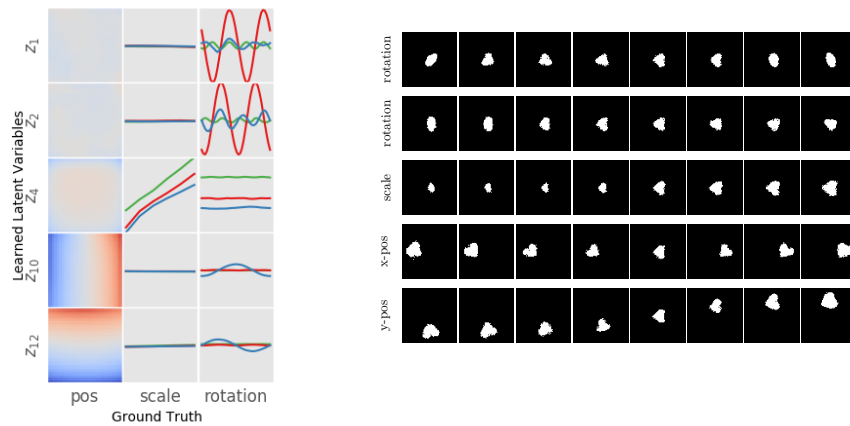 Learned Latent Variables
Z1
Z2
Z4
Z10
Z12
pos scale rotation
Ground Truth
rotation
rotation
scale
x-pos
y-pos